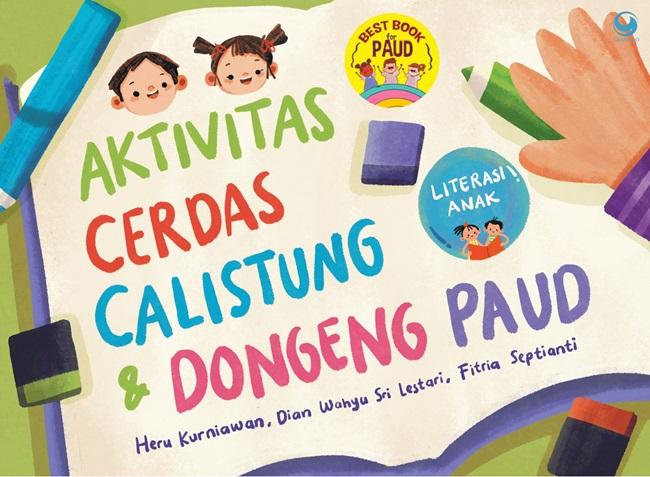 BEST BOOK
for
PAUD
AKTIVITAS
CERDAS
LITERASI!
ANAK
CALISTUNG
& DONGENG PAUD
Heru Kurniawan, Dian Wahyu Sri Lestari, Fitria Septianti